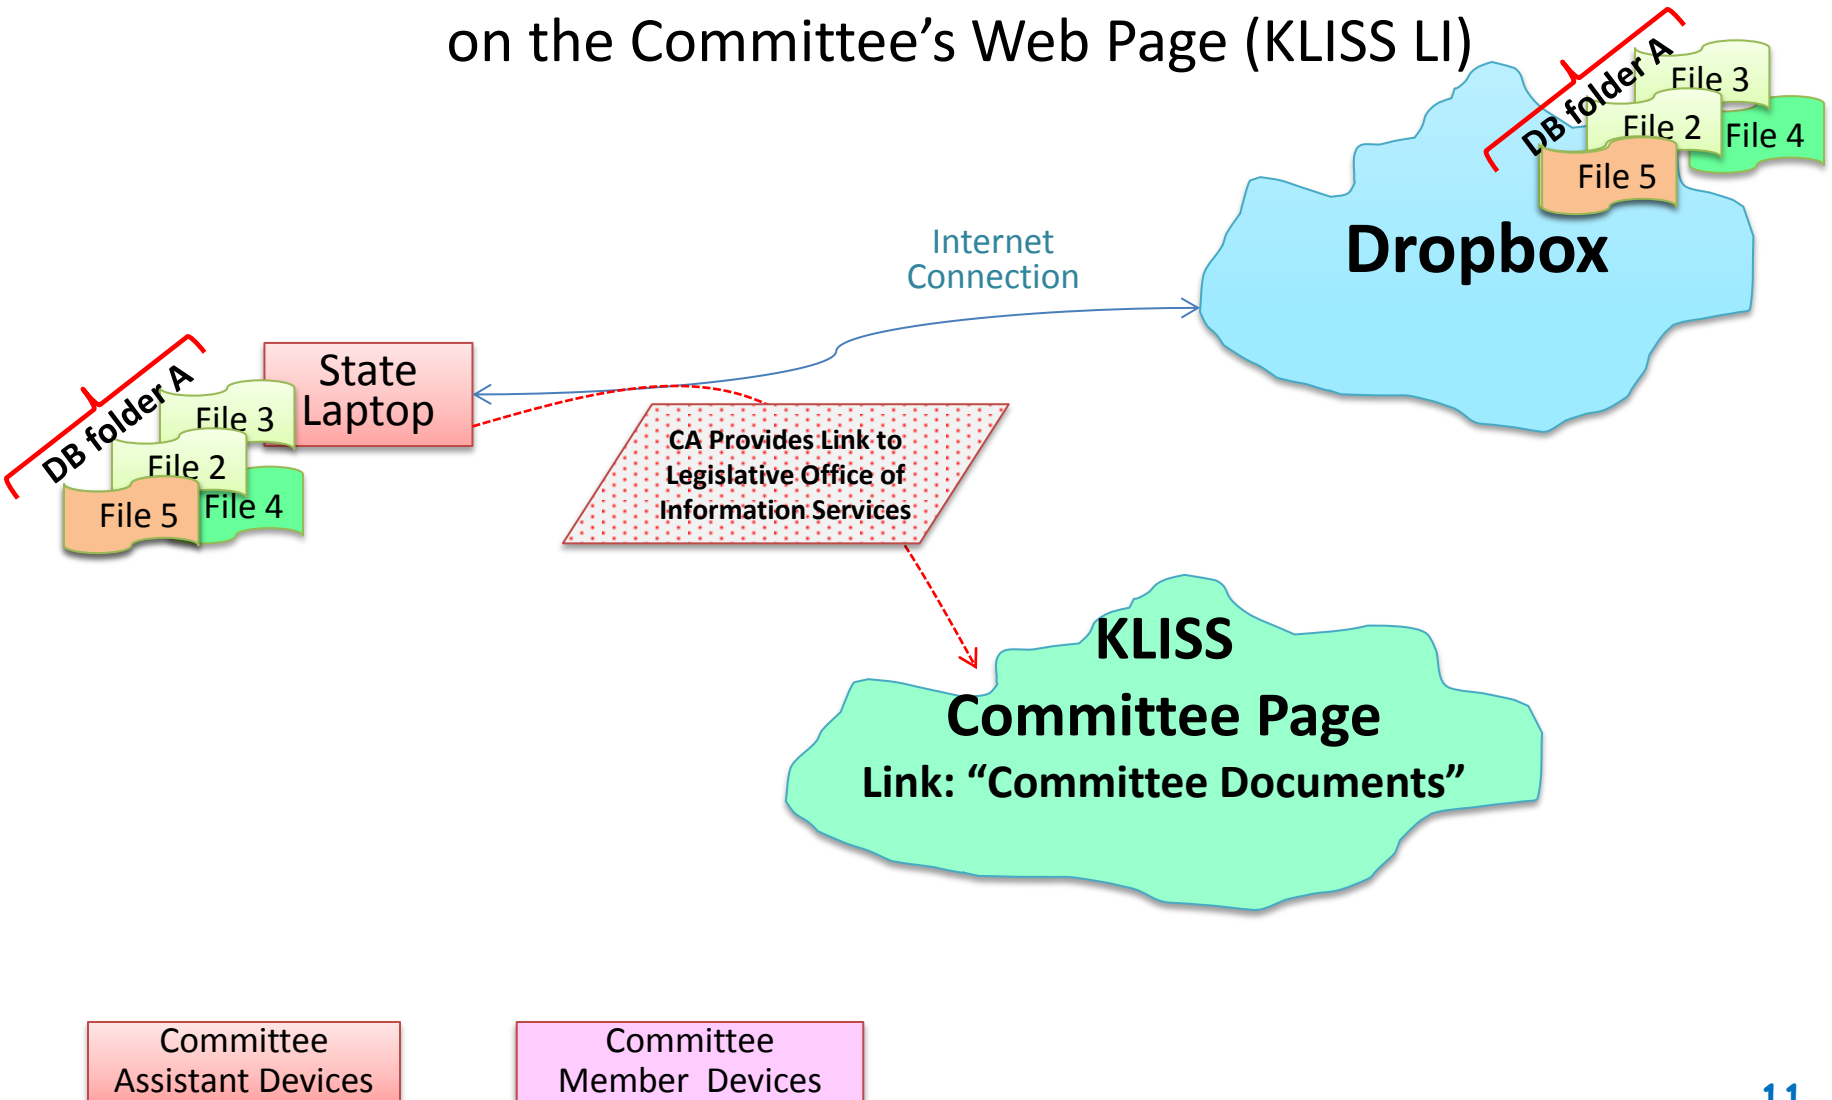 on the Committee’s Web Page (KLISS LI)
DB folder A
File 3
File 2
File 4
File 5
Dropbox
Internet
Connection
State
Laptop
DB folder A
File 3
File 2
File 4
File 5
CA Provides Link to
Legislative Office of
Information Services
KLISS
Committee Page
Link: “Committee Documents”
Committee
Assistant Devices
Committee
Member  Devices
11